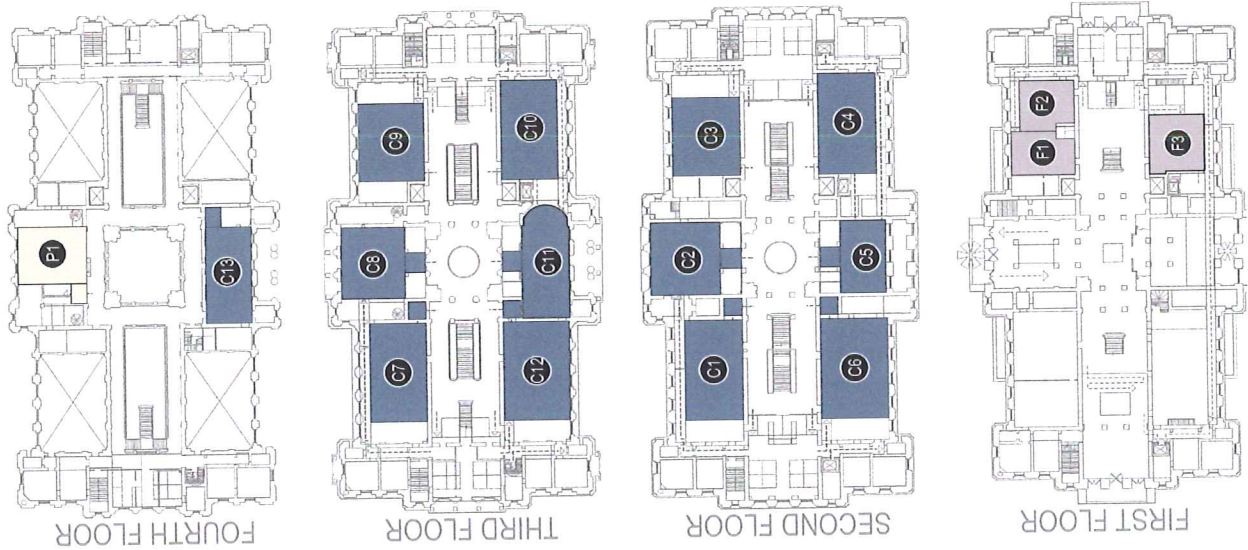 FOURTH FLOOR
P1
C13
THIRD FLOOR
C7
C8
C9
C10
C11
C12
SECOND FLOOR
C1
C2
C3
C4
C5
C6
FIRST FLOOR
F1
F2
F3